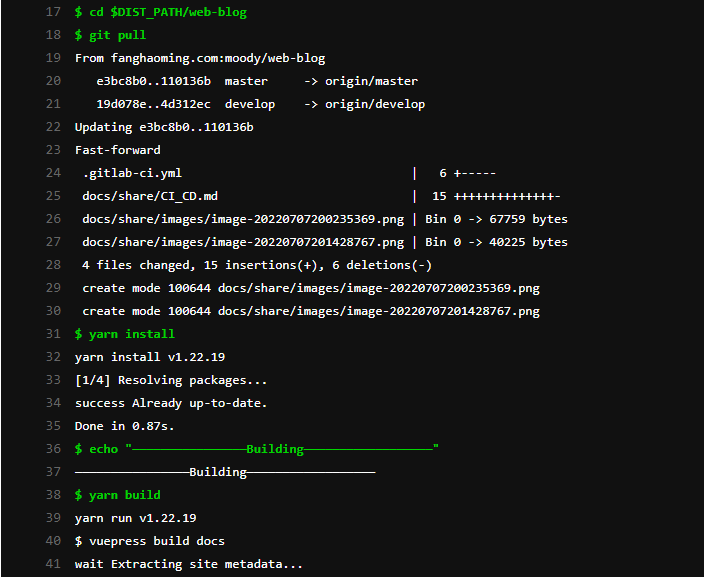 17 $ cd $DIST_PATH/web-blog
18 $ git pull
19 From fanghaoming.com:moody/web-blog
20    e3bc8b0..110136b  master     -> origin/master
21    19d078e..4d312ec  develop    -> origin/develop
22 Updating e3bc8b0..110136b
23 Fast-forward
24  .gitlab-ci.yml                                |   6 +-----
25  docs/share/CI_CD.md                           |  15 ++++++++++++++-
26  docs/share/images/image-20220707200235369.png | Bin 0 -> 67759 bytes
27  docs/share/images/image-20220707201428767.png | Bin 0 -> 40225 bytes
28  4 files changed, 15 insertions(+), 6 deletions(-)
29  create mode 100644 docs/share/images/image-20220707200235369.png
30  create mode 100644 docs/share/images/image-20220707201428767.png
31 $ yarn install
32 yarn install v1.22.19
33 [1/4] Resolving packages...
34 success Already up-to-date.
35 Done in 0.87s.
36 $ echo "————————————————Building——————————————————"
37 ————————————————Building——————————————————
38 $ yarn build
39 yarn run v1.22.19
40 $ vuepress build docs
41 wait Extracting site metadata...